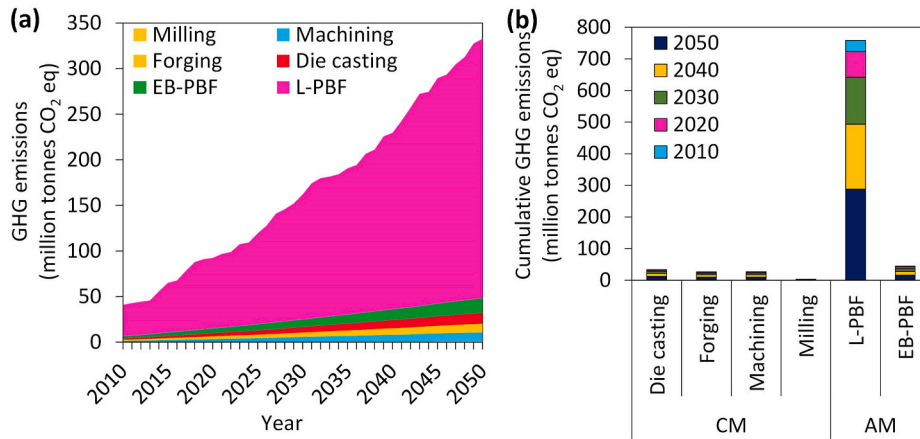 (a)
350
300
250
200
150
100
50
0
GHG emissions
(million tonnes CO₂ eq)
Milling
Machining
Forging
Die casting
EB-PBF
L-PBF
2010
2015
2020
2025
2030
2035
2040
2045
2050
Year
(b)
800
700
600
500
400
300
200
100
0
Cumulative GHG emissions
(million tonnes CO₂ eq)
2050
2040
2030
2020
2010
Die casting
Forging
Machining
Milling
L-PBF
EB-PBF
CM
AM